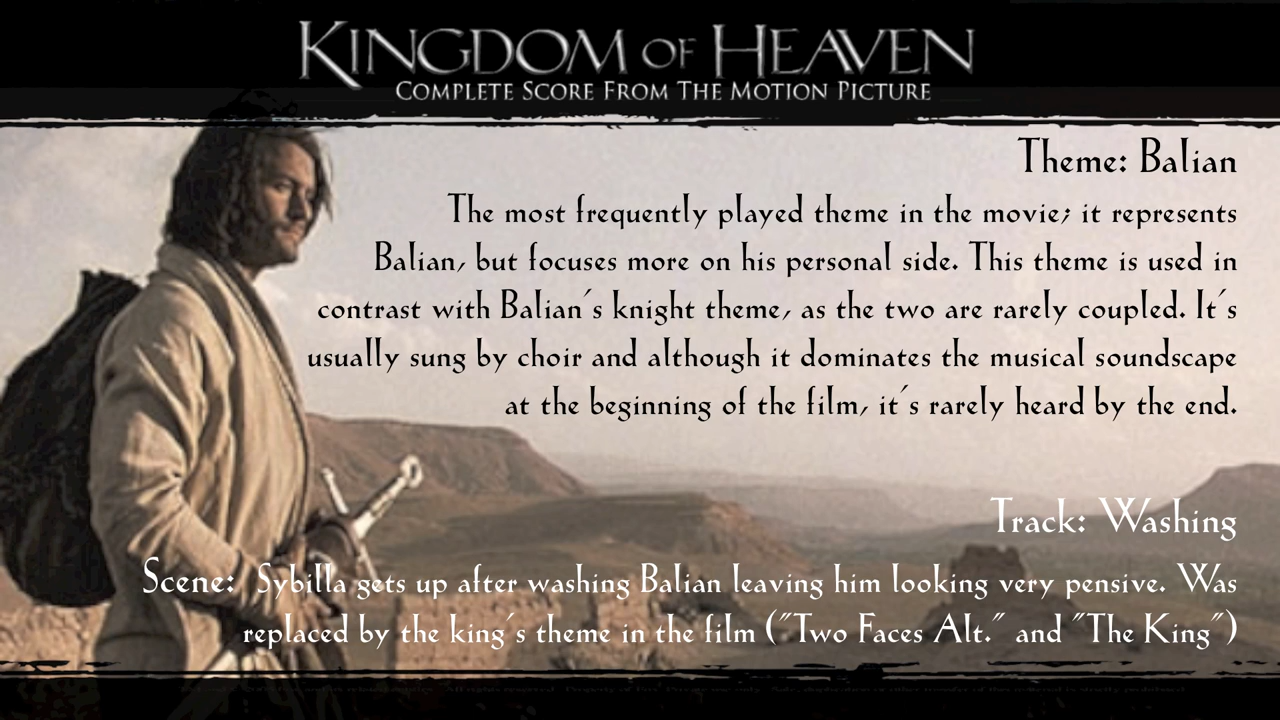 KINGDOM OF HEAVEN
COMPLETE SCORE FROM THE MOTION PICTURE
Theme: Balian
The most frequently played theme in the movie; it represents
Balian, but focuses more on his personal side. This theme is used in
contrast with Balian´s knight theme, as the two are rarely coupled. It´s
usually sung by choir and although it dominates the musical soundscape
at the beginning of the film, it´s rarely heard by the end.
Track: Washing
Scene: Sybilla gets up after washing Balian leaving him looking very pensive. Was
replaced by the king´s theme in the film ("Two Faces Alt." and "The King")